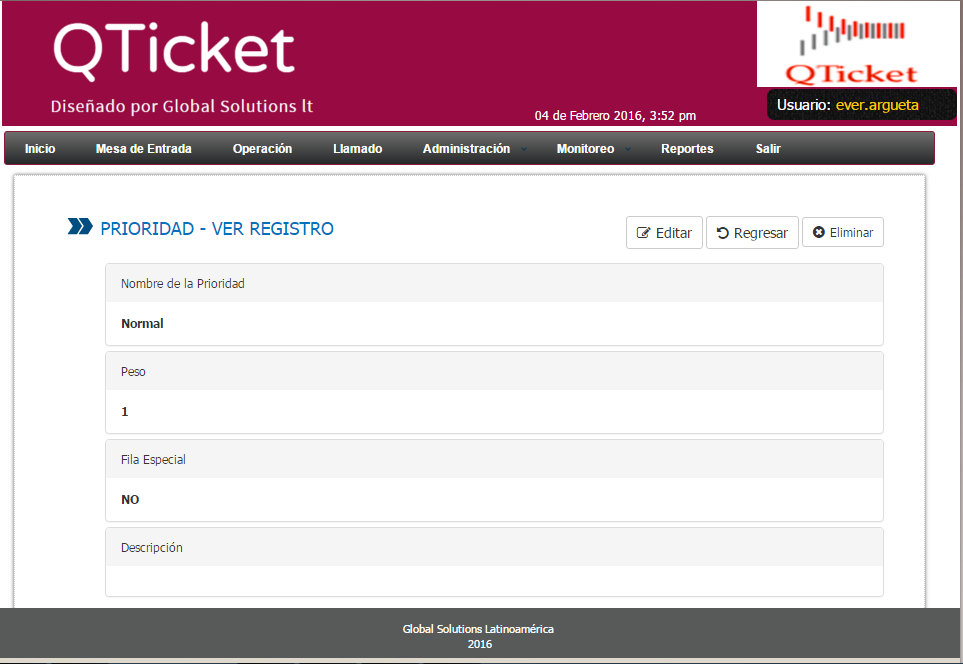 QTicket
Diseñado por Global Solutions lt
04 de Febrero 2016, 3:52 pm
QTicket
Usuario: ever.argueta
Inicio Mesa de Entrada Operación Llamado Administración Monitoreo Reportes Salir
PRIORIDAD - VER REGISTRO
Editar Regresar Eliminar
Nombre de la Prioridad
Normal
Peso
1
Fila Especial
NO
Descripción
Global Solutions Latinoamérica
2016